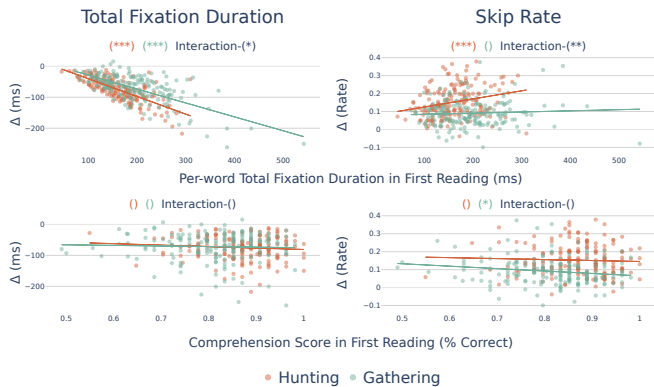 Total Fixation Duration
Skip Rate
(***) (***) Interaction-(*)
(***) () Interaction-(**)
Δ (ms)
0
−100
−200
100 200 300 400 500
Δ (Rate)
0.4
0.3
0.2
0.1
0
−0.1
100 200 300 400 500
Per-word Total Fixation Duration in First Reading (ms)
() () Interaction-()
() (*) Interaction-()
Δ (ms)
0
−100
−200
0.5 0.6 0.7 0.8 0.9 1
Δ (Rate)
0.4
0.3
0.2
0.1
0
−0.1
0.5 0.6 0.7 0.8 0.9 1
Comprehension Score in First Reading (% Correct)
Hunting Gathering